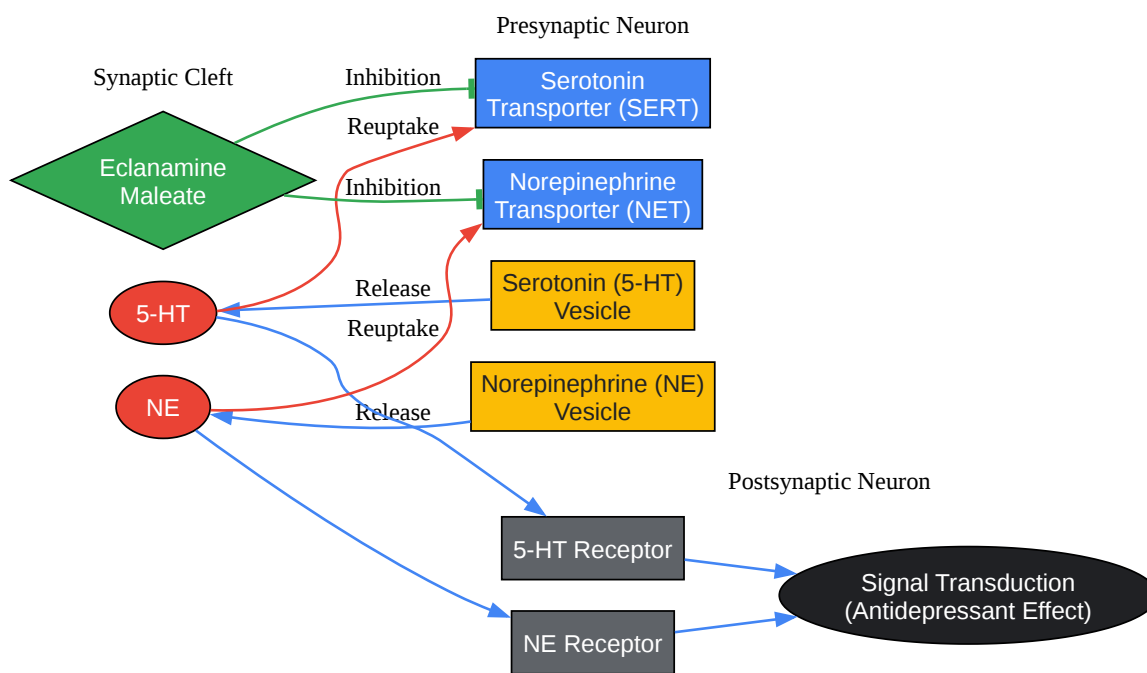 Presynaptic Neuron
Synaptic Cleft
Inhibition
Serotonin
Transporter (SERT)
Reuptake
Eclanamine
Maleate
Inhibition
Norepinephrine
Transporter (NET)
Release
Serotonin (5-HT)
Vesicle
5-HT
Reuptake
NE
Release
Norepinephrine (NE)
Vesicle
Postsynaptic Neuron
5-HT Receptor
Signal Transduction
(Antidepressant Effect)
NE Receptor